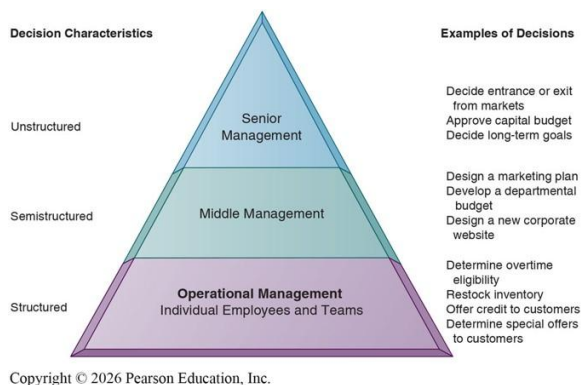 Decision Characteristics
Examples of Decisions
Unstructured
Senior
Management
Decide entrance or exit
from markets
Approve capital budget
Decide long-term goals
Semistructured
Middle Management
Design a marketing plan
Develop a departmental
budget
Design a new corporate
website
Structured
Operational Management
Individual Employees and Teams
Determine overtime
eligibility
Restock inventory
Offer credit to customers
Determine special offers
to customers
Copyright © 2026 Pearson Education, Inc.